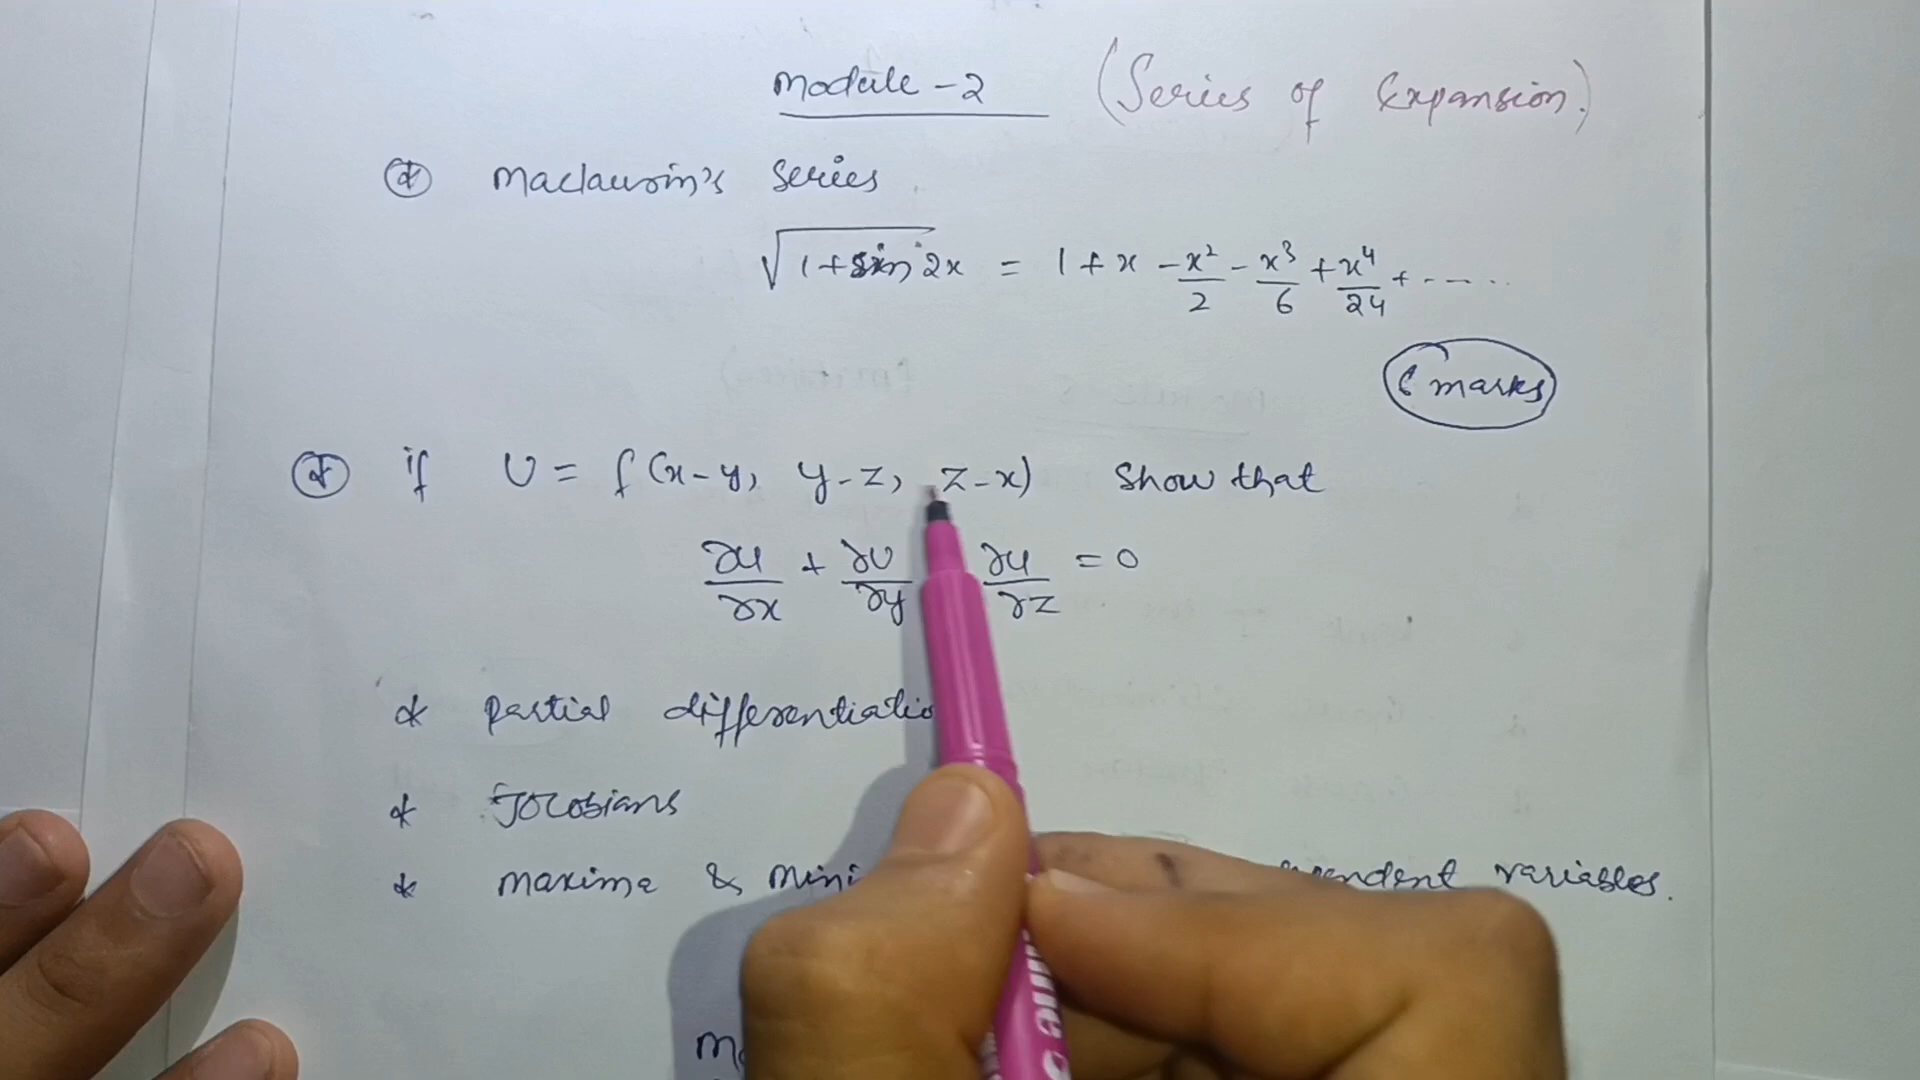 Module - 2 (Series of Expansion.)
Maclaurin's Series
√1+sin 2x = 1 + x - x²/2 - x³/6 + x⁴/24 + - - - - ..
6 marks
if U = f(x-y, y-z, z-x) Show that
∂u/∂x + ∂u/∂y ∂u/∂z = 0
* partial differentiatio
* Jocobians
* maxima & mini pendent variables.